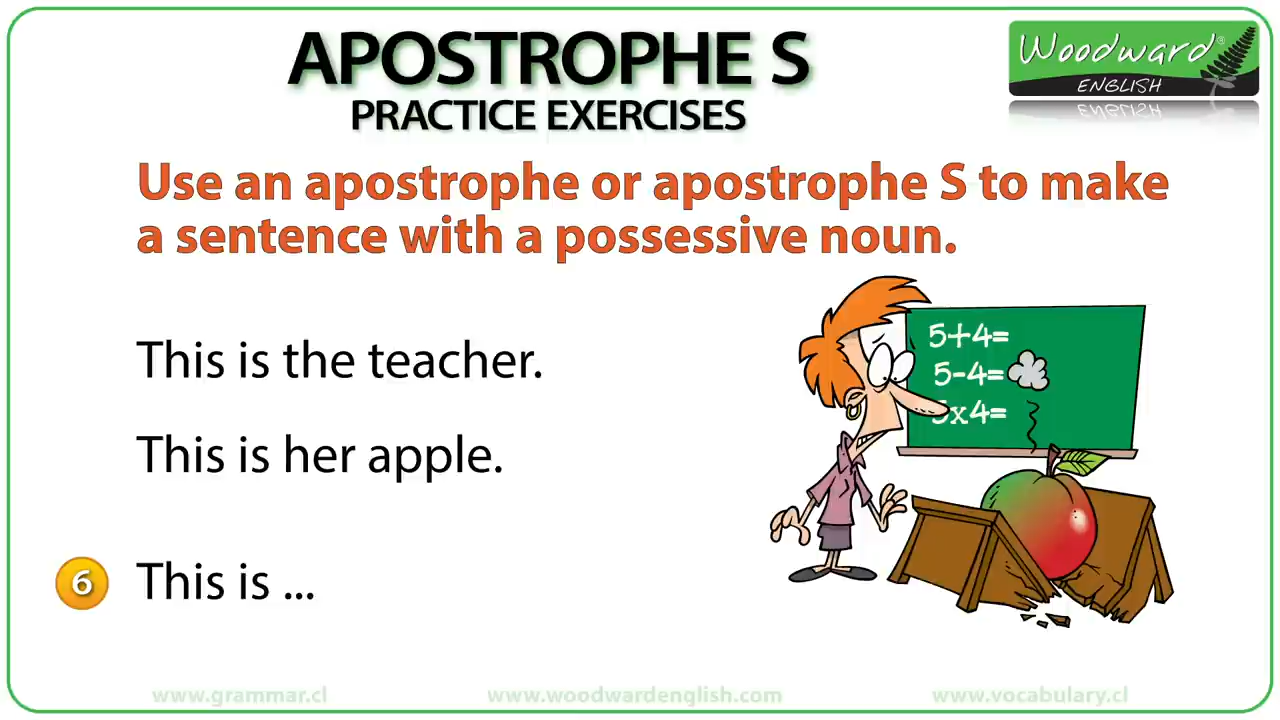 APOSTROPHE S
PRACTICE EXERCISES
Woodward®
ENGLISH
Use an apostrophe or apostrophe S to make
a sentence with a possessive noun.
5+4=
5-4=
x4=
This is the teacher.
This is her apple.
6 This is ...
www.grammar.cl www.woodwardenglish.com www.vocabulary.cl